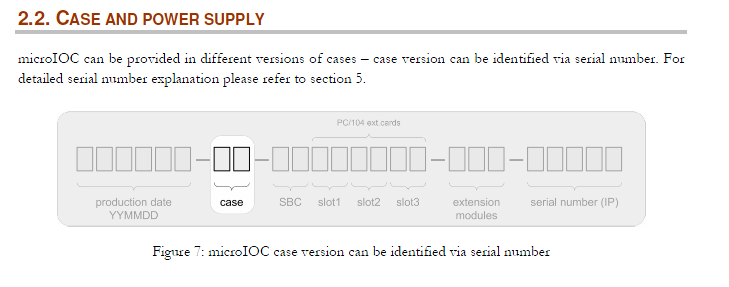 2.2. CASE AND POWER SUPPLY
microIOC can be provided in different versions of cases – case version can be identified via serial number. For
detailed serial number explanation please refer to section 5.
PC/104 ext.cards
production date
YYMMDD
case
SBC
slot1
slot2
slot3
extension
modules
serial number (IP)
Figure 7: microIOC case version can be identified via serial number